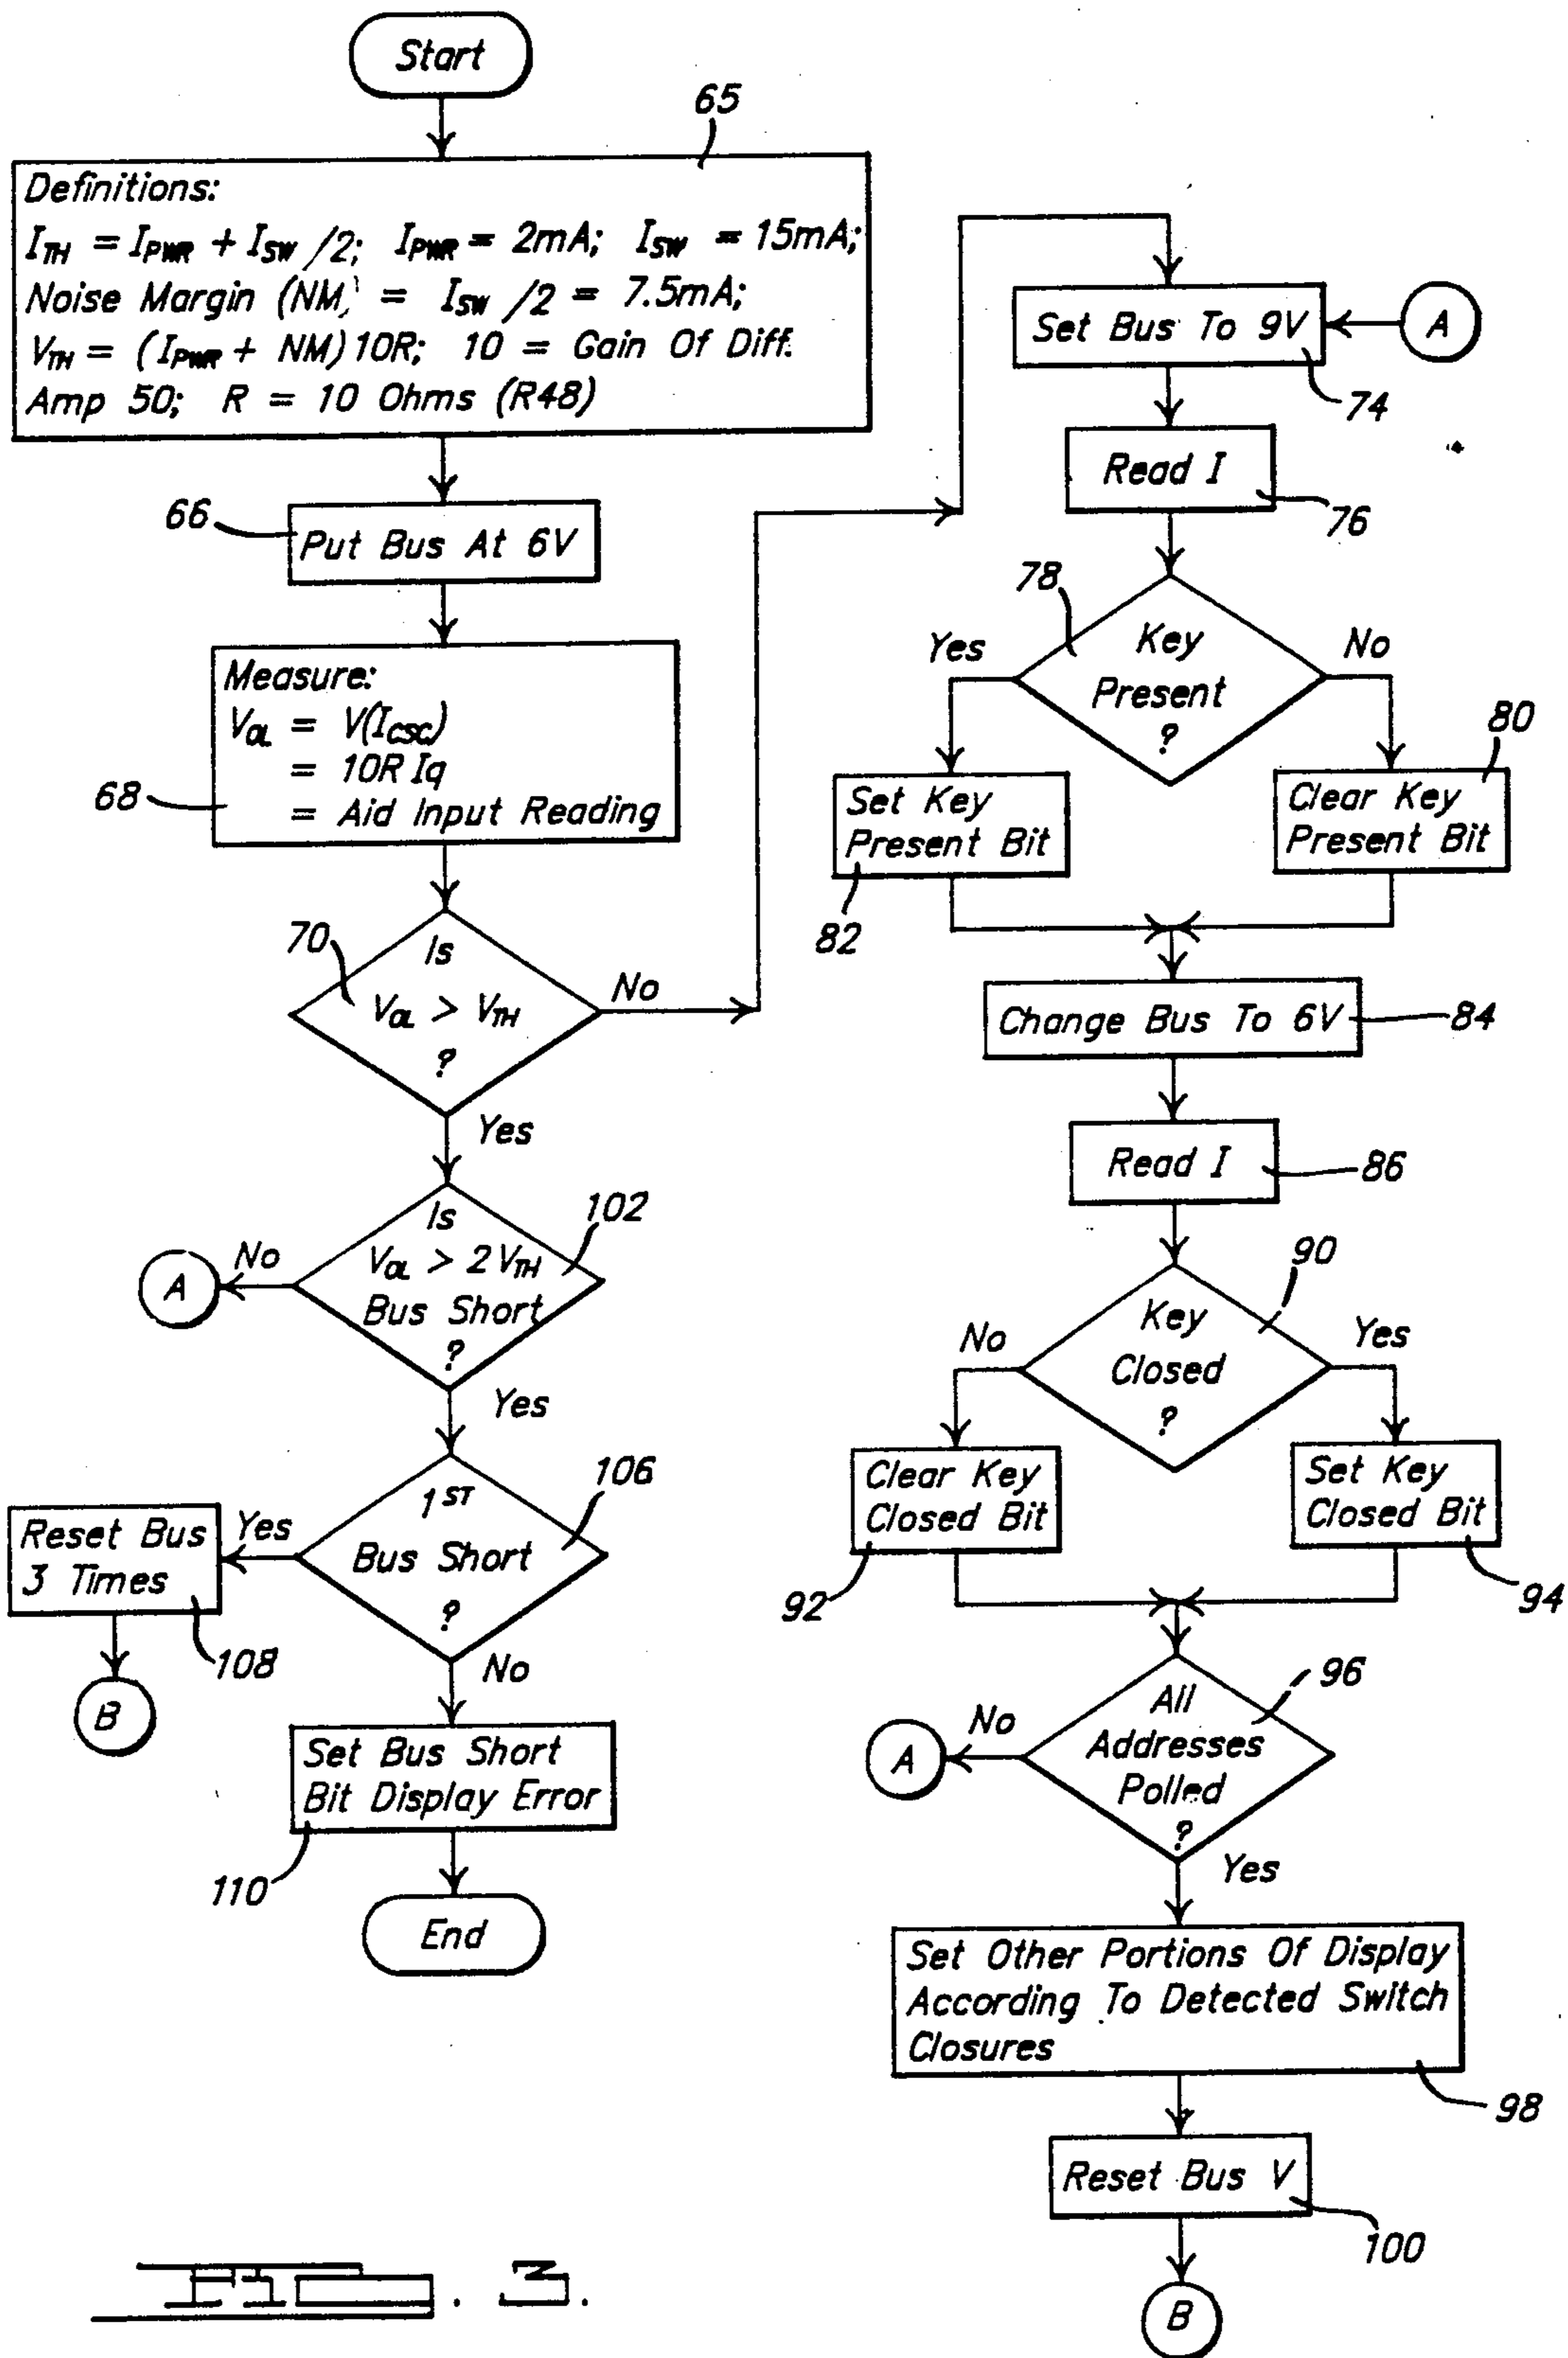 Start
65
Definitions:
I_TH = I_PWR + I_SW /2; I_PWR = 2mA; I_SW = 15mA;
Noise Margin (NM) = I_SW /2 = 7.5mA;
V_TH = (I_PWR + NM) 10R; 10 = Gain Of Diff.
Amp 50; R = 10 Ohms (R48)
66
Put Bus At 6V
Measure:
V_OL = V(I_CSC)
= 10R Iq
= Aid Input Reading
68
70
Is
V_OL > V_TH
?
No
Yes
102
Is
V_OL > 2 V_TH
Bus Short
?
No
A
Yes
106
1ST
Bus Short
?
Yes
Reset Bus
3 Times
108
B
No
Set Bus Short
Bit Display Error
110
End
Set Bus To 9V
A
74
Read I
76
78
Key
Present
?
Yes
No
80
Set Key
Present Bit
82
Clear Key
Present Bit
Change Bus To 6V
84
Read I
86
90
Key
Closed
?
No
Yes
Clear Key
Closed Bit
92
Set Key
Closed Bit
94
96
All
Addresses
Polled
?
No
A
Yes
Set Other Portions Of Display
According To Detected Switch
Closures
98
Reset Bus V
100
B
FIG. 3.